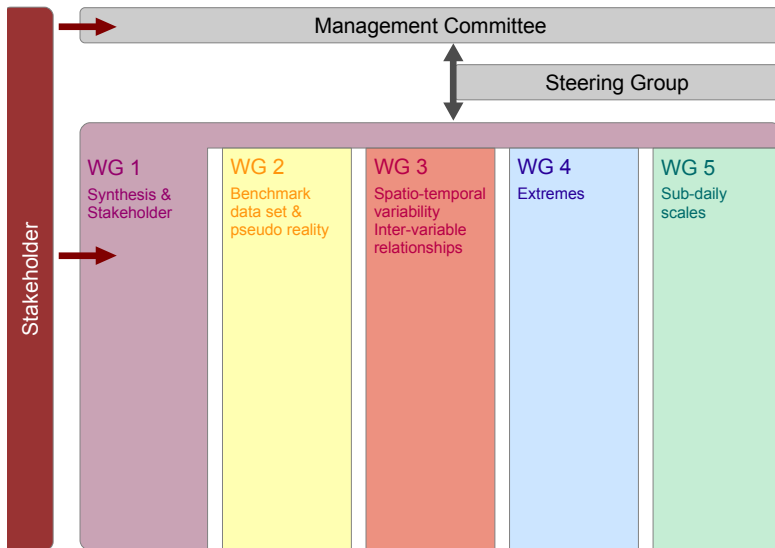 Management Committee
Steering Group
Stakeholder
WG 1
Synthesis &
Stakeholder
WG 2
Benchmark
data set &
pseudo reality
WG 3
Spatio-temporal
variability
Inter-variable
relationships
WG 4
Extremes
WG 5
Sub-daily
scales